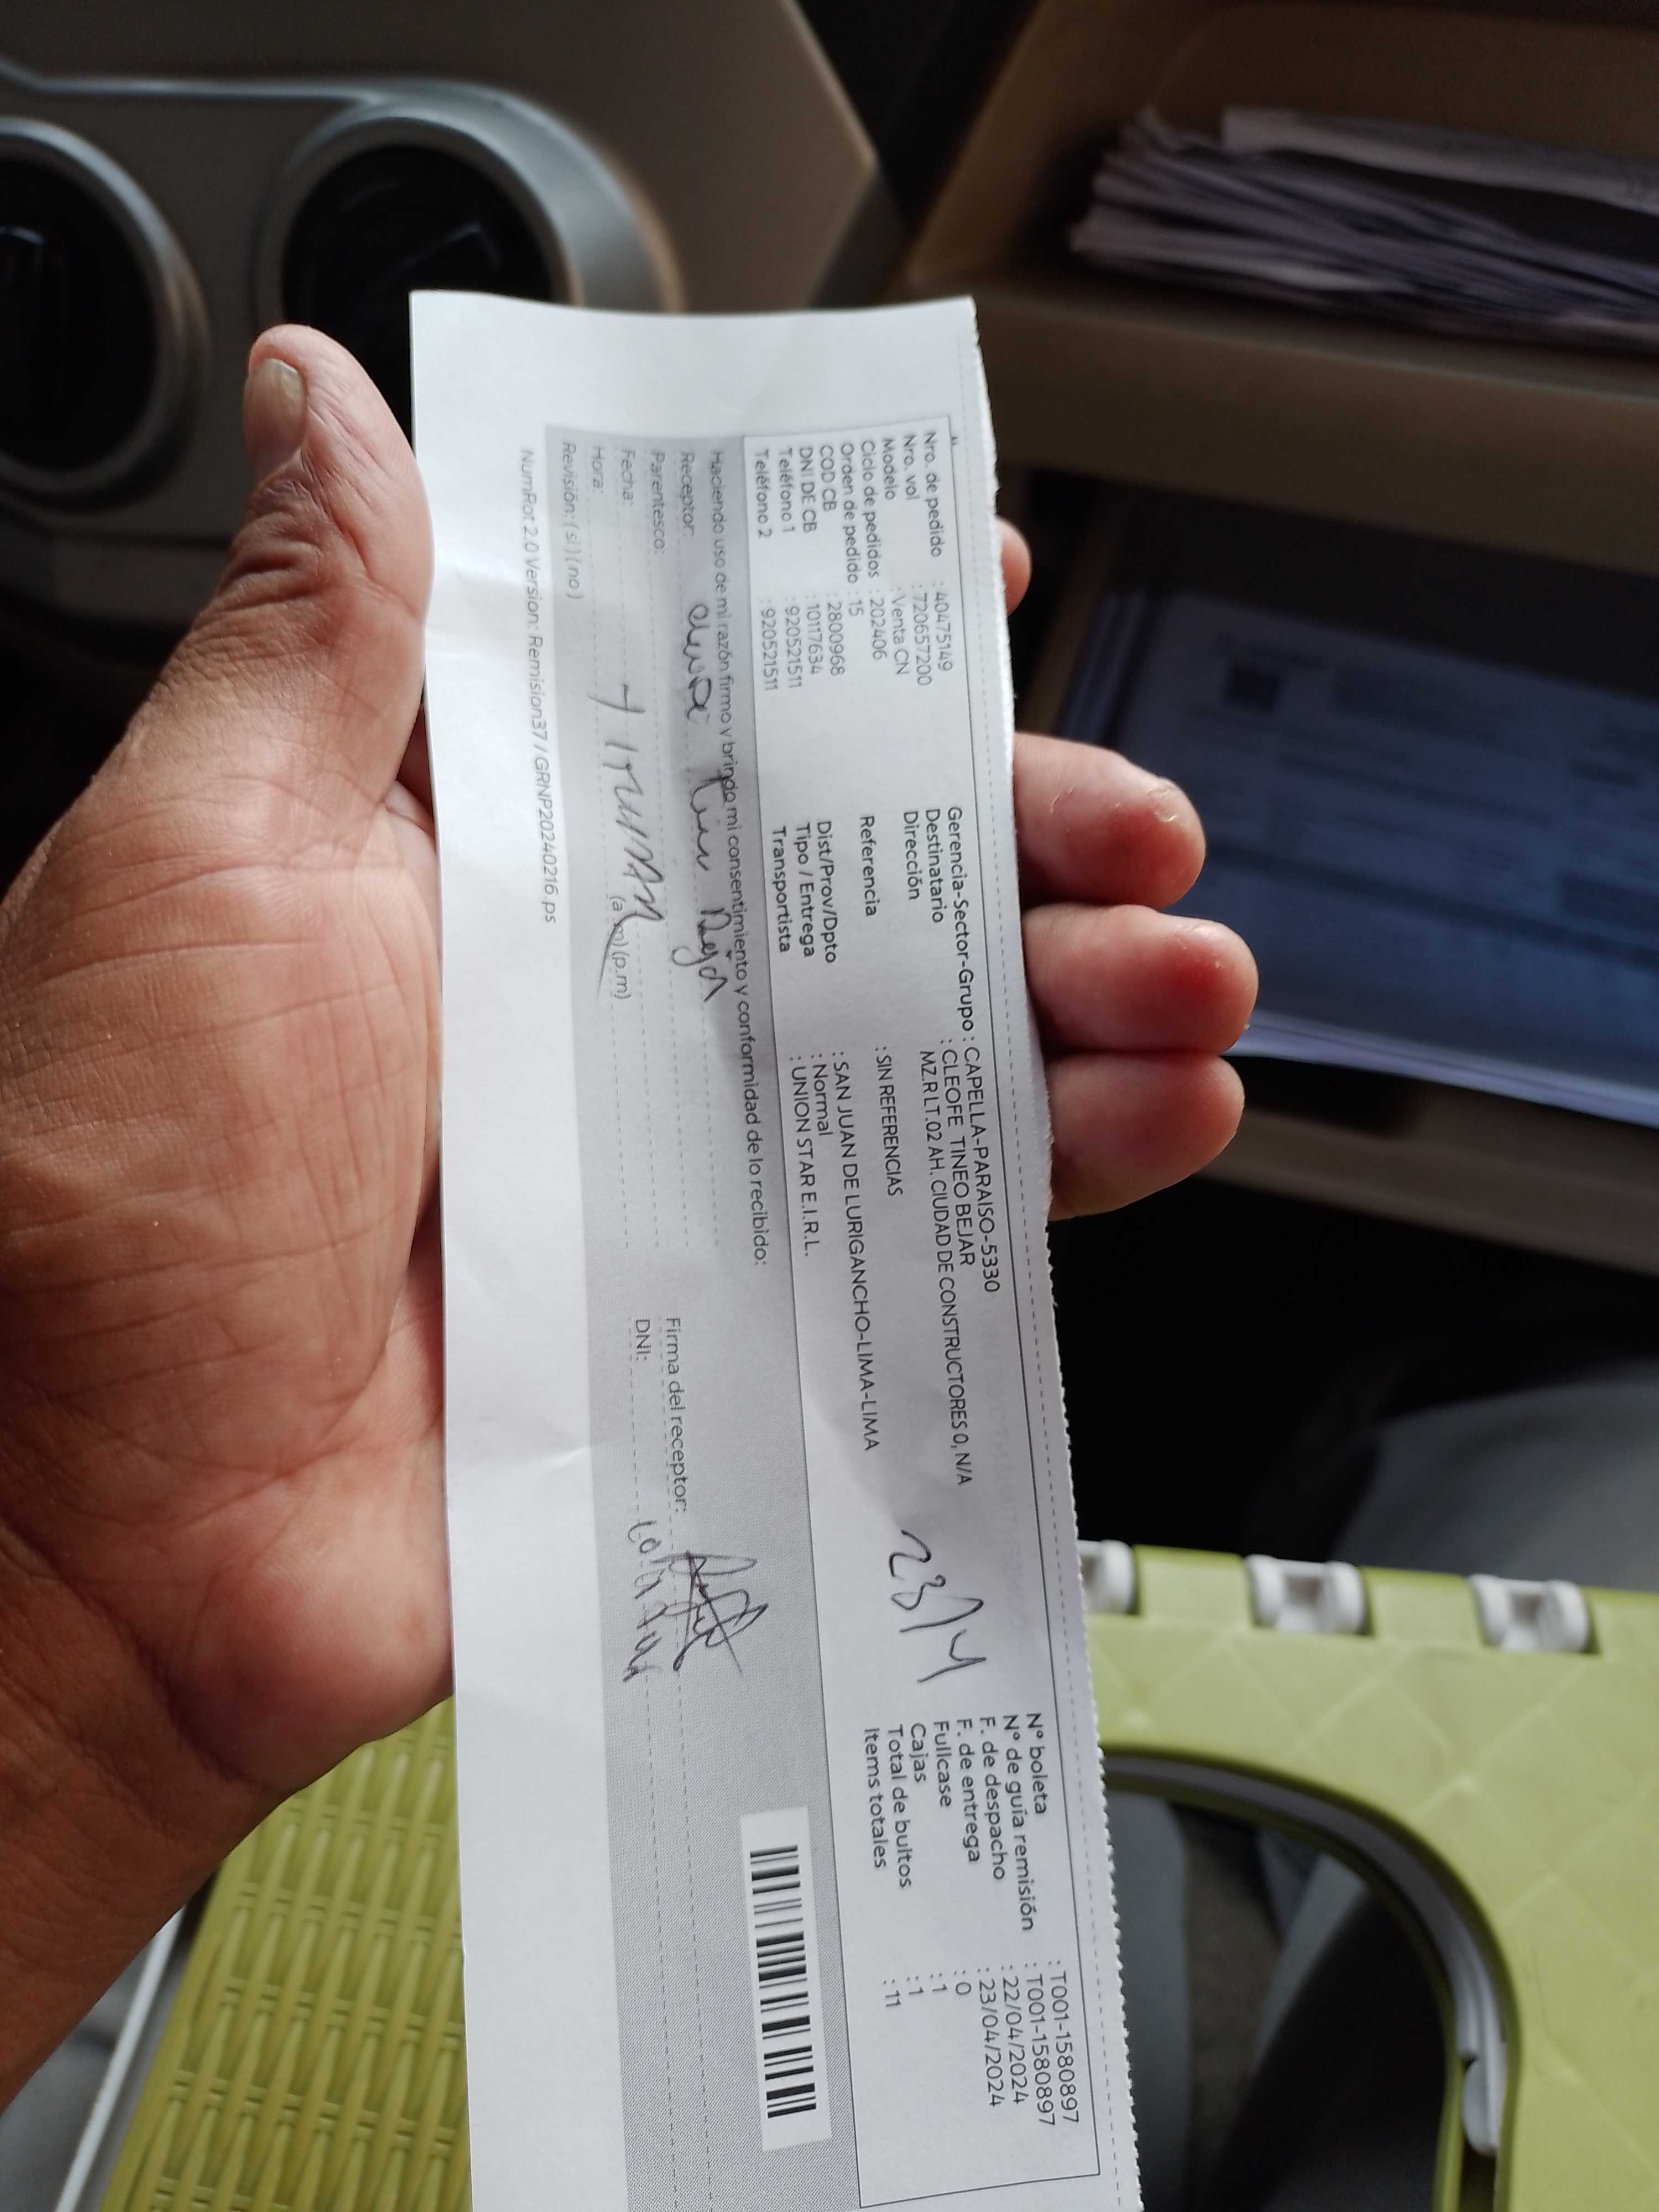 Nro. de pedido : 40475149
Nro. vol : 720657200
Modelo : Venta CN
Ciclo de pedidos : 202406
Orden de pedido : 15
COD CB : 2800968
DNI DE CB : 10117634
Teléfono 1 : 920521511
Teléfono 2 : 920521511
Gerencia-Sector-Grupo : CAPELLA-PARAISO-5330
Destinatario : CLEOFE TINEO BEJAR
Dirección MZ.R LT.02 AH. CIUDAD DE CONSTRUCTORES 0, N/A
Referencia : SIN REFERENCIAS
Dist/Prov/Dpto : SAN JUAN DE LURIGANCHO-LIMA-LIMA
Tipo / Entrega : Normal
Transportista : UNION STAR E.I.R.L.
23/4
N° boleta : T001-1580897
N° de guía remisión : T001-1580897
F. de despacho : 22/04/2024
F. de entrega : 23/04/2024
Fullcase : 0
Cajas : 1
Total de bultos : 1
Items totales : 11
Haciendo uso de mi razón firmo y brindo mi consentimiento y conformidad de lo recibido:
Receptor:
Parentesco:
Fecha:
Hora: (a.m) (p.m)
Revisión: ( si ) ( no )
Firma del receptor:
DNI:
NumRot 2.0 Version: Remision37 / GRNP20240216.ps